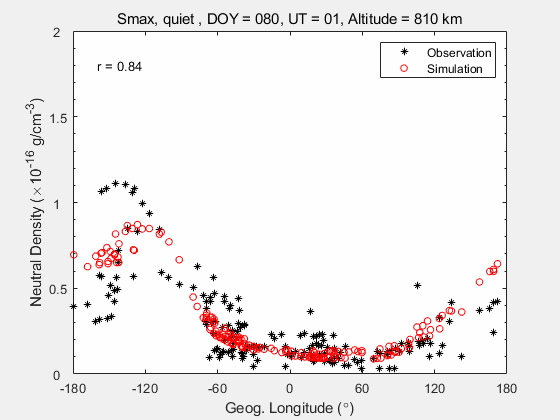 Smax, quiet , DOY = 080, UT = 01, Altitude = 810 km
2
1.5
1
0.5
0
Neutral Density (×10^-16 g/cm^-3)
r = 0.84
Observation
Simulation
-180 -120 -60 0 60 120 180
Geog. Longitude (°)